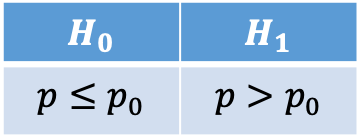 H₀ H₁
p ≤ p₀ p > p₀